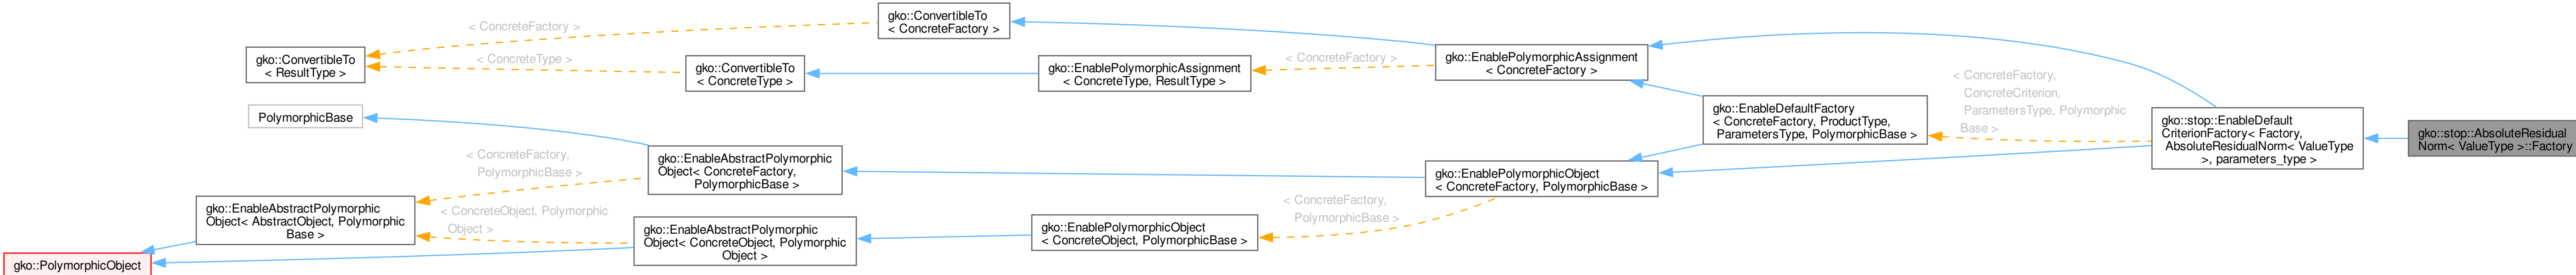 gko::ConvertibleTo
< ResultType >
PolymorphicBase
gko::EnableAbstractPolymorphic
Object< AbstractObject, Polymorphic
Base >
gko::PolymorphicObject
< ConcreteFactory >
< ConcreteType >
< ConcreteFactory,
PolymorphicBase >
< ConcreteObject, Polymorphic
Object >
gko::ConvertibleTo
< ConcreteFactory >
gko::ConvertibleTo
< ConcreteType >
gko::EnableAbstractPolymorphic
Object< ConcreteFactory,
PolymorphicBase >
gko::EnableAbstractPolymorphic
Object< ConcreteObject, Polymorphic
Object >
gko::EnablePolymorphicAssignment
< ConcreteType, ResultType >
gko::EnablePolymorphicObject
< ConcreteObject, PolymorphicBase >
< ConcreteFactory >
< ConcreteFactory,
PolymorphicBase >
gko::EnablePolymorphicAssignment
< ConcreteFactory >
gko::EnablePolymorphicObject
< ConcreteFactory, PolymorphicBase >
gko::EnableDefaultFactory
< ConcreteFactory, ProductType,
ParametersType, PolymorphicBase >
< ConcreteFactory,
ConcreteCriterion,
ParametersType, Polymorphic
Base >
gko::stop::EnableDefault
CriterionFactory< Factory,
AbsoluteResidualNorm< ValueType
>, parameters_type >
gko::stop::AbsoluteResidual
Norm< ValueType >::Factory